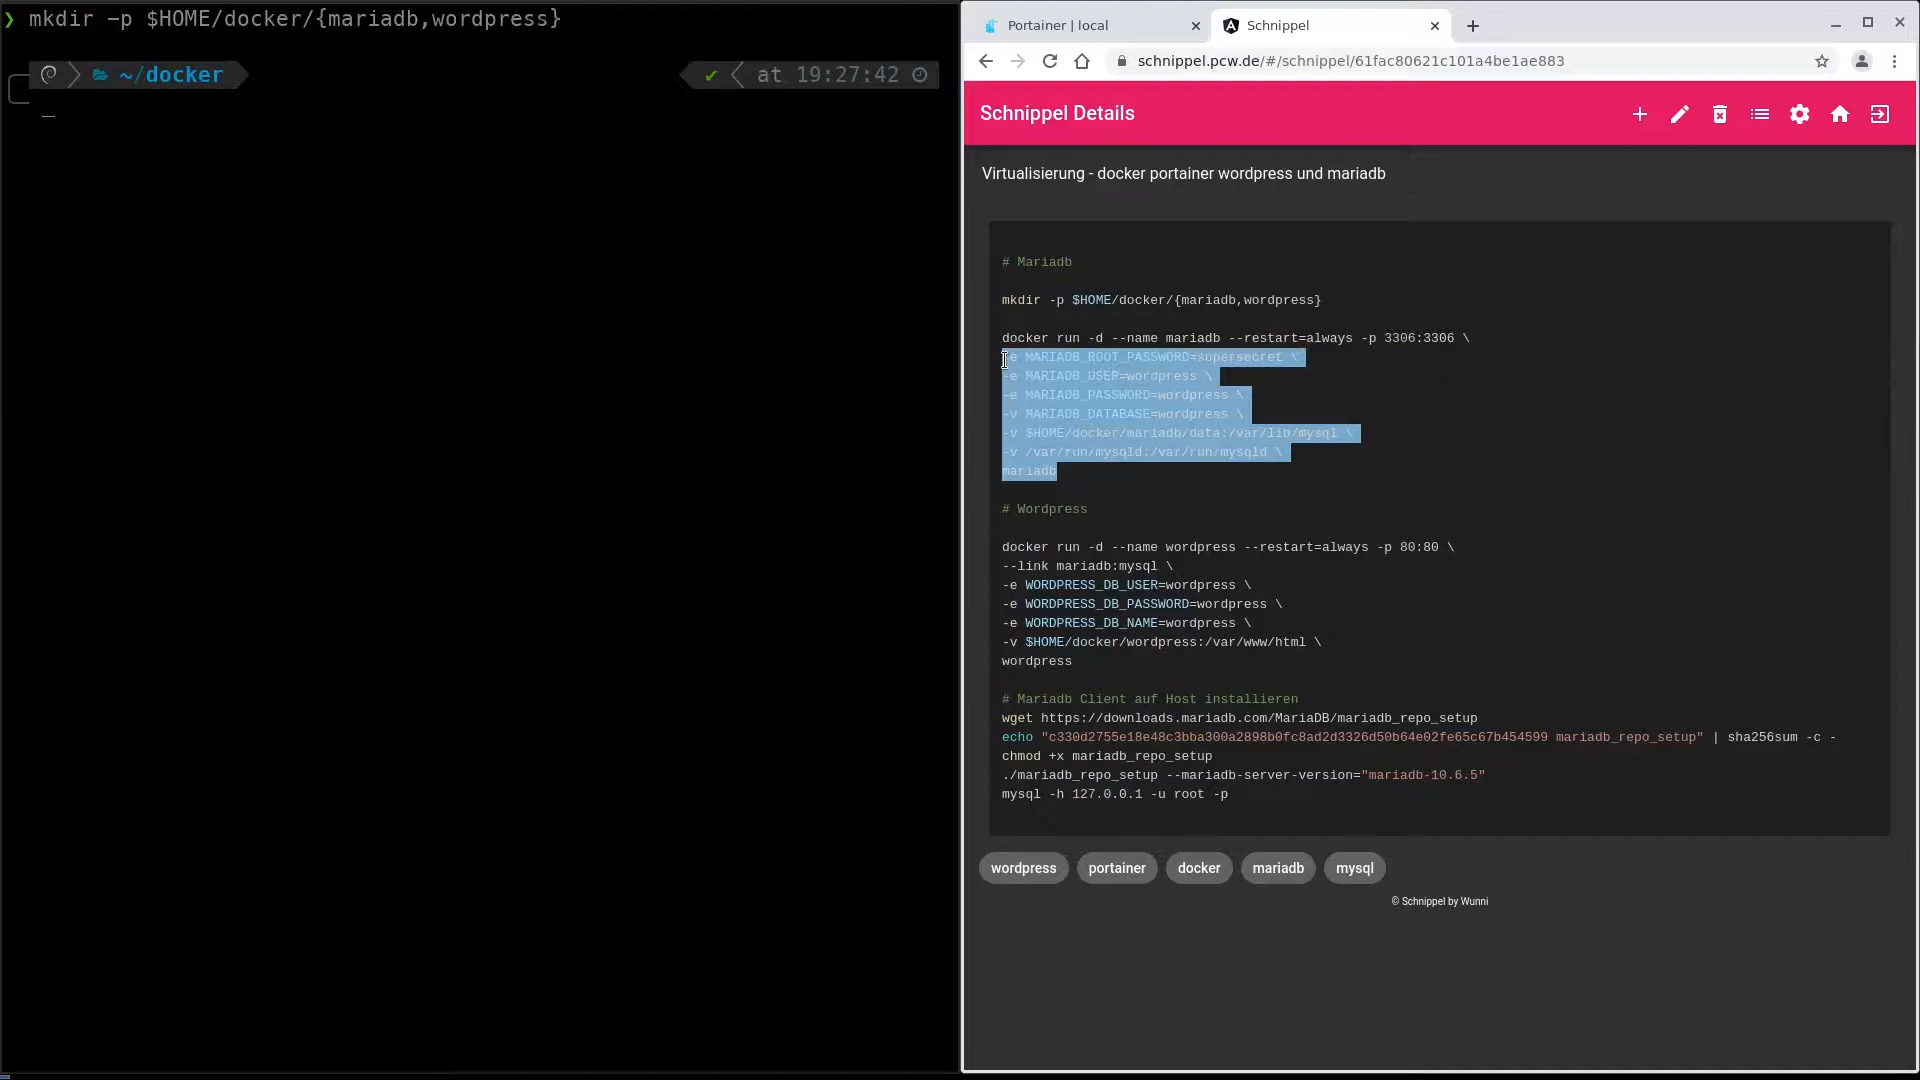 ❯ mkdir -p $HOME/docker/{mariadb,wordpress}
~/docker
✔ at 19:27:42
Portainer | local
Schnippel
schnippel.pcw.de/#/schnippel/61fac80621c101a4be1ae883
Schnippel Details
Virtualisierung - docker portainer wordpress und mariadb
# Mariadb
mkdir -p $HOME/docker/{mariadb,wordpress}
docker run -d --name mariadb --restart=always -p 3306:3306 \
-e MARIADB_ROOT_PASSWORD=supersecret \
-e MARIADB_USER=wordpress \
-e MARIADB_PASSWORD=wordpress \
-v MARIADB_DATABASE=wordpress \
-v $HOME/docker/mariadb/data:/var/lib/mysql \
-v /var/run/mysqld:/var/run/mysqld \
mariadb
# Wordpress
docker run -d --name wordpress --restart=always -p 80:80 \
--link mariadb:mysql \
-e WORDPRESS_DB_USER=wordpress \
-e WORDPRESS_DB_PASSWORD=wordpress \
-e WORDPRESS_DB_NAME=wordpress \
-v $HOME/docker/wordpress:/var/www/html \
wordpress
# Mariadb Client auf Host installieren
wget https://downloads.mariadb.com/MariaDB/mariadb_repo_setup
echo "c330d2755e18e48c3bba300a2898b0fc8ad2d3326d50b64e02fe65c67b454599 mariadb_repo_setup" | sha256sum -c -
chmod +x mariadb_repo_setup
./mariadb_repo_setup --mariadb-server-version="mariadb-10.6.5"
mysql -h 127.0.0.1 -u root -p
wordpress
portainer
docker
mariadb
mysql
© Schnippel by Wunni